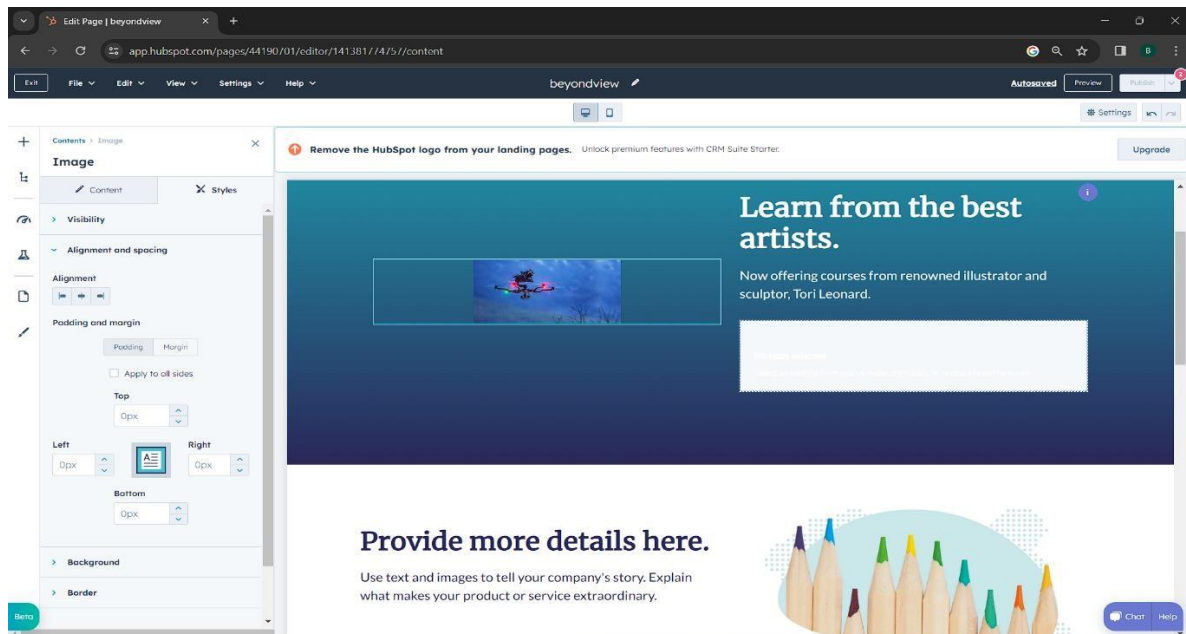 Edit Page | beyondview
app.hubspot.com/pages/44190701/editor/141381774757/content
B
Exit
File
Edit
View
Settings
Help
beyondview
Autosaved
Preview
Publish
2
Settings
Contents > Image
Image
Content
Styles
Visibility
Alignment and spacing
Alignment
Padding and margin
Padding
Margin
Apply to all sides
Top
0px
Left
Right
0px
0px
Bottom
0px
Background
Border
Beta
Remove the HubSpot logo from your landing pages. Unlock premium features with CRM Suite Starter.
Upgrade
Learn from the best
artists.
Now offering courses from renowned illustrator and
sculptor, Tori Leonard.
Provide more details here.
Use text and images to tell your company's story. Explain
what makes your product or service extraordinary.
Chat
Help